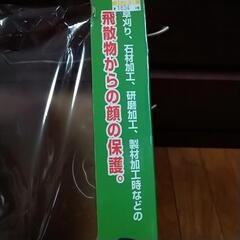 草刈り、石材加工、研磨加工、製材加工時などの
飛散物からの顔の保護。